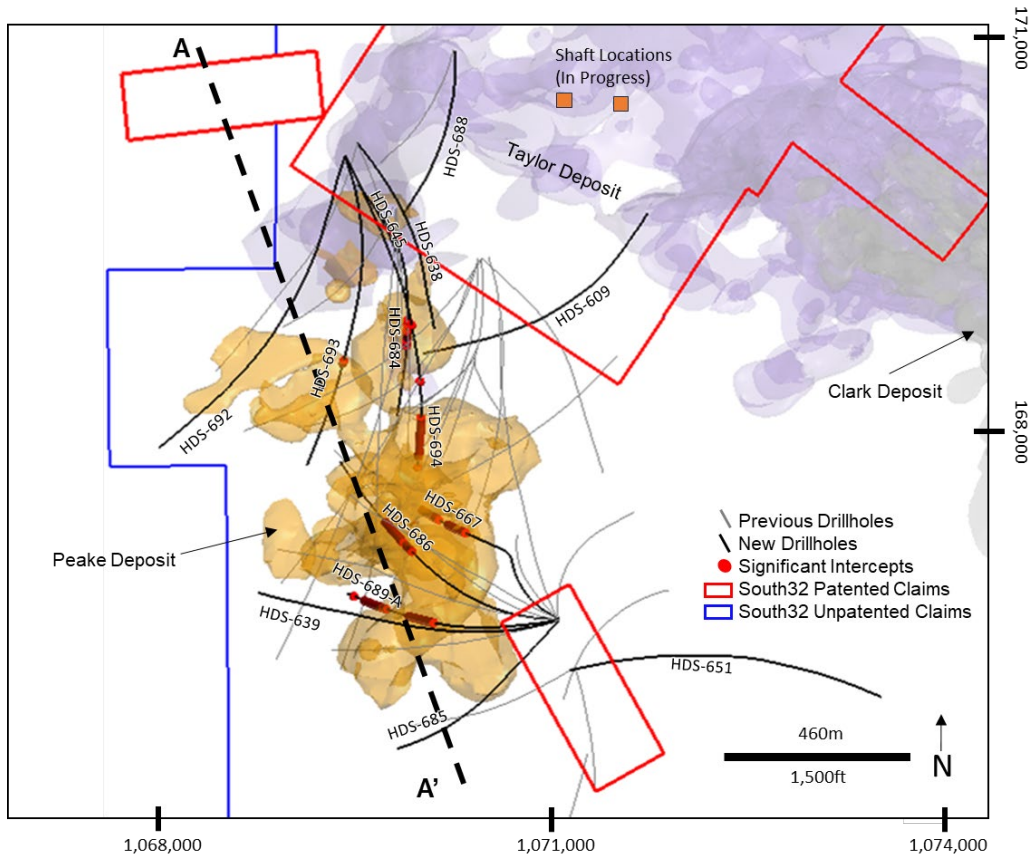 171,000
A
Shaft Locations
(In Progress)
HDS-688
Taylor Deposit
HDS-645
HDS-638
HDS-609
HDS-684
HDS-693
Clark Deposit
HDS-692
HDS-694
168,000
HDS-667
HDS-686
Previous Drillholes
New Drillholes
Peake Deposit
Significant Intercepts
HDS-689-A
South32 Patented Claims
HDS-639
South32 Unpatented Claims
HDS-651
HDS-685
460m
N
1,500ft
A'
1,068,000
1,071,000
1,074,000